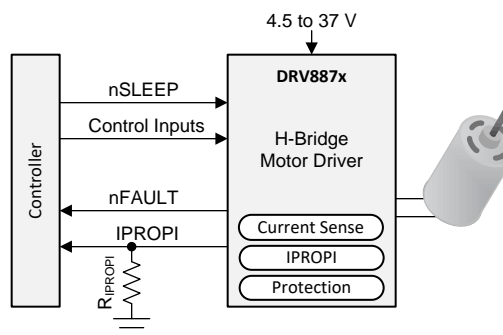 4.5 to 37 V
DRV887x
H-Bridge
Motor Driver
Controller
nSLEEP
Control Inputs
nFAULT
IPROPI
RIPROPI
Current Sense
IPROPI
Protection